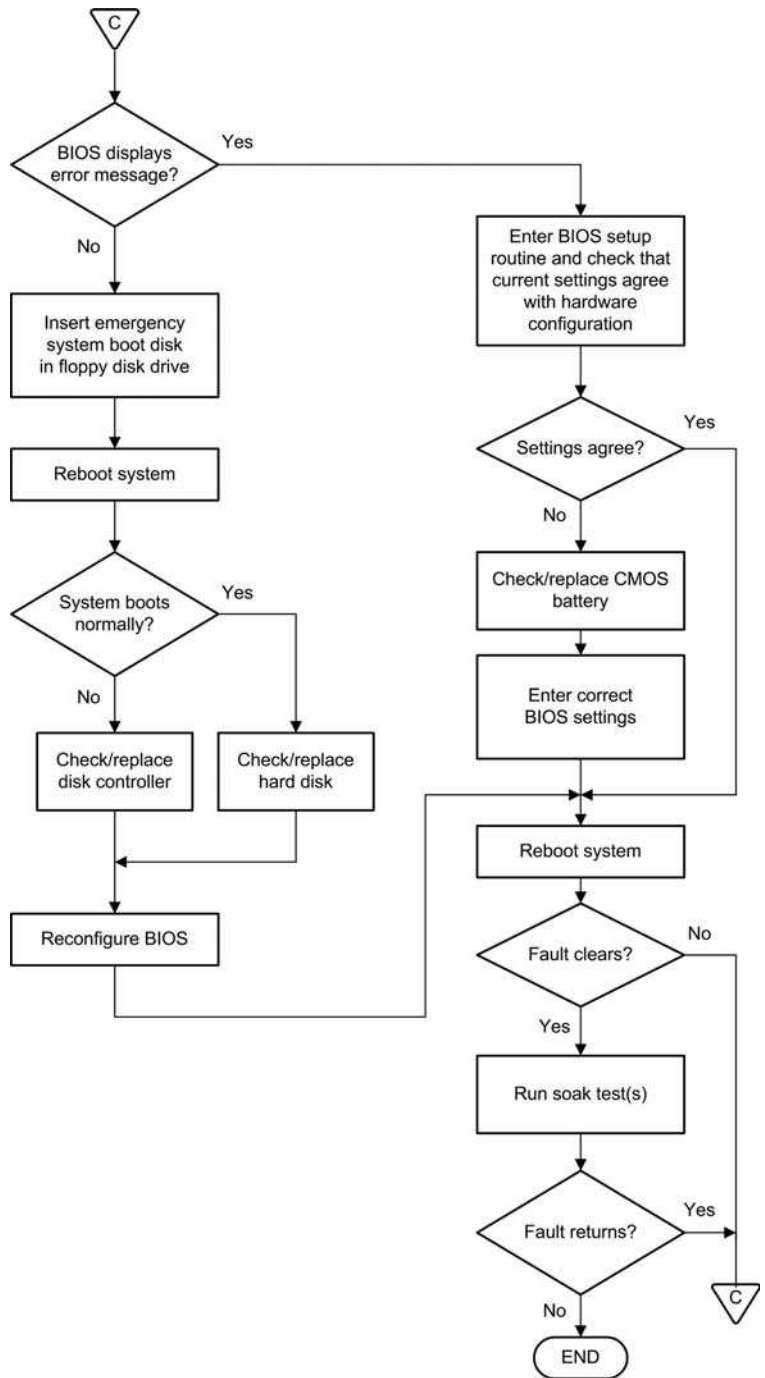 C
BIOS displays
error message?
Yes
No
Enter BIOS setup
routine and check that
current settings agree
with hardware
configuration
Insert emergency
system boot disk
in floppy disk drive
Settings agree?
Yes
Reboot system
No
Check/replace CMOS
battery
System boots
normally?
Yes
No
Enter correct
BIOS settings
Check/replace
disk controller
Check/replace
hard disk
Reboot system
Reconfigure BIOS
Fault clears?
No
Yes
Run soak test(s)
Fault returns?
Yes
C
No
END